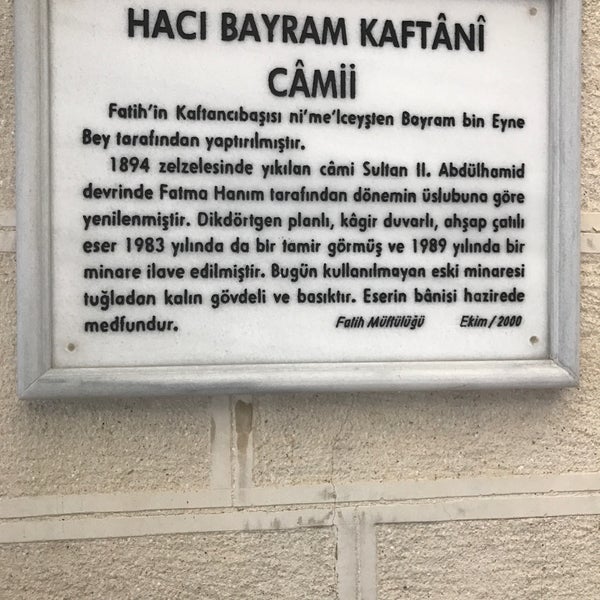 HACI BAYRAM KAFTÂNÎ
CÂMİİ
Fatih'in Kaftancıbaşısı ni'me'lceyşten Bayram bin Eyne
Bey tarafından yaptırılmıştır.
1894 zelzelesinde yıkılan câmi Sultan II. Abdülhamid
devrinde Fatma Hanım tarafından dönemin üslubuna göre
yenilenmiştir. Dikdörtgen planlı, kâgir duvarlı, ahşap çatılı
eser 1983 yılında da bir tamir görmüş ve 1989 yılında bir
minare ilave edilmiştir. Bugün kullanılmayan eski minaresi
tuğladan kalın gövdeli ve basıktır. Eserin bânisi hazirede
medfundur. Fatih Müftülüğü Ekim/2000